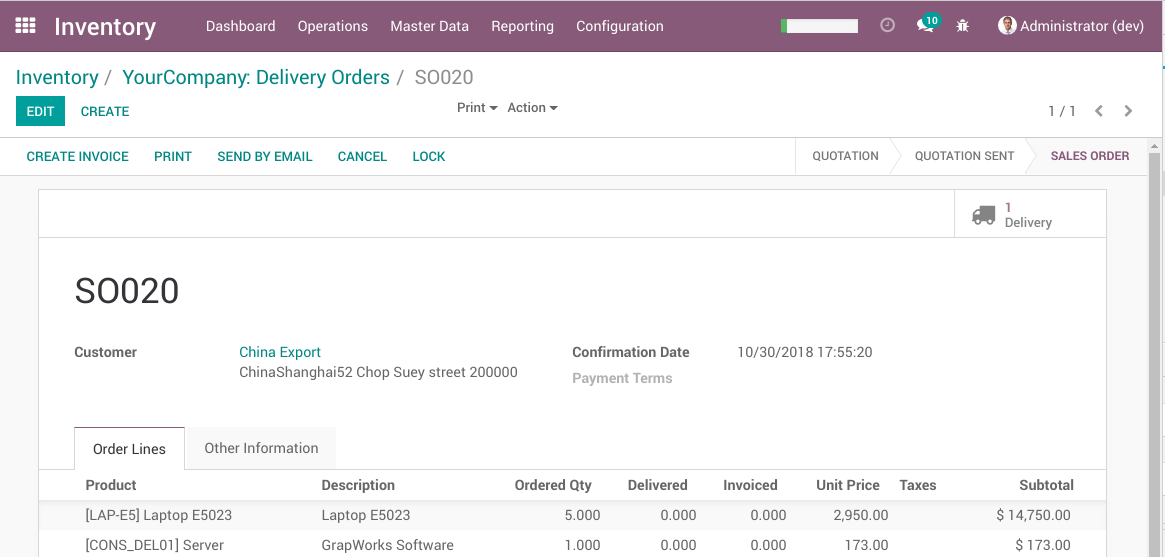 Inventory Dashboard Operations Master Data Reporting Configuration 10 Administrator (dev)
Inventory / YourCompany: Delivery Orders / SO020
EDIT CREATE Print Action 1 / 1
CREATE INVOICE PRINT SEND BY EMAIL CANCEL LOCK QUOTATION QUOTATION SENT SALES ORDER
1
Delivery
SO020
Customer China Export Confirmation Date 10/30/2018 17:55:20
ChinaShanghai52 Chop Suey street 200000
Payment Terms
Order Lines Other Information
Product Description Ordered Qty Delivered Invoiced Unit Price Taxes Subtotal
[LAP-E5] Laptop E5023 Laptop E5023 5.000 0.000 0.000 2,950.00 $ 14,750.00
[CONS_DEL01] Server GrapWorks Software 1.000 0.000 0.000 173.00 $ 173.00